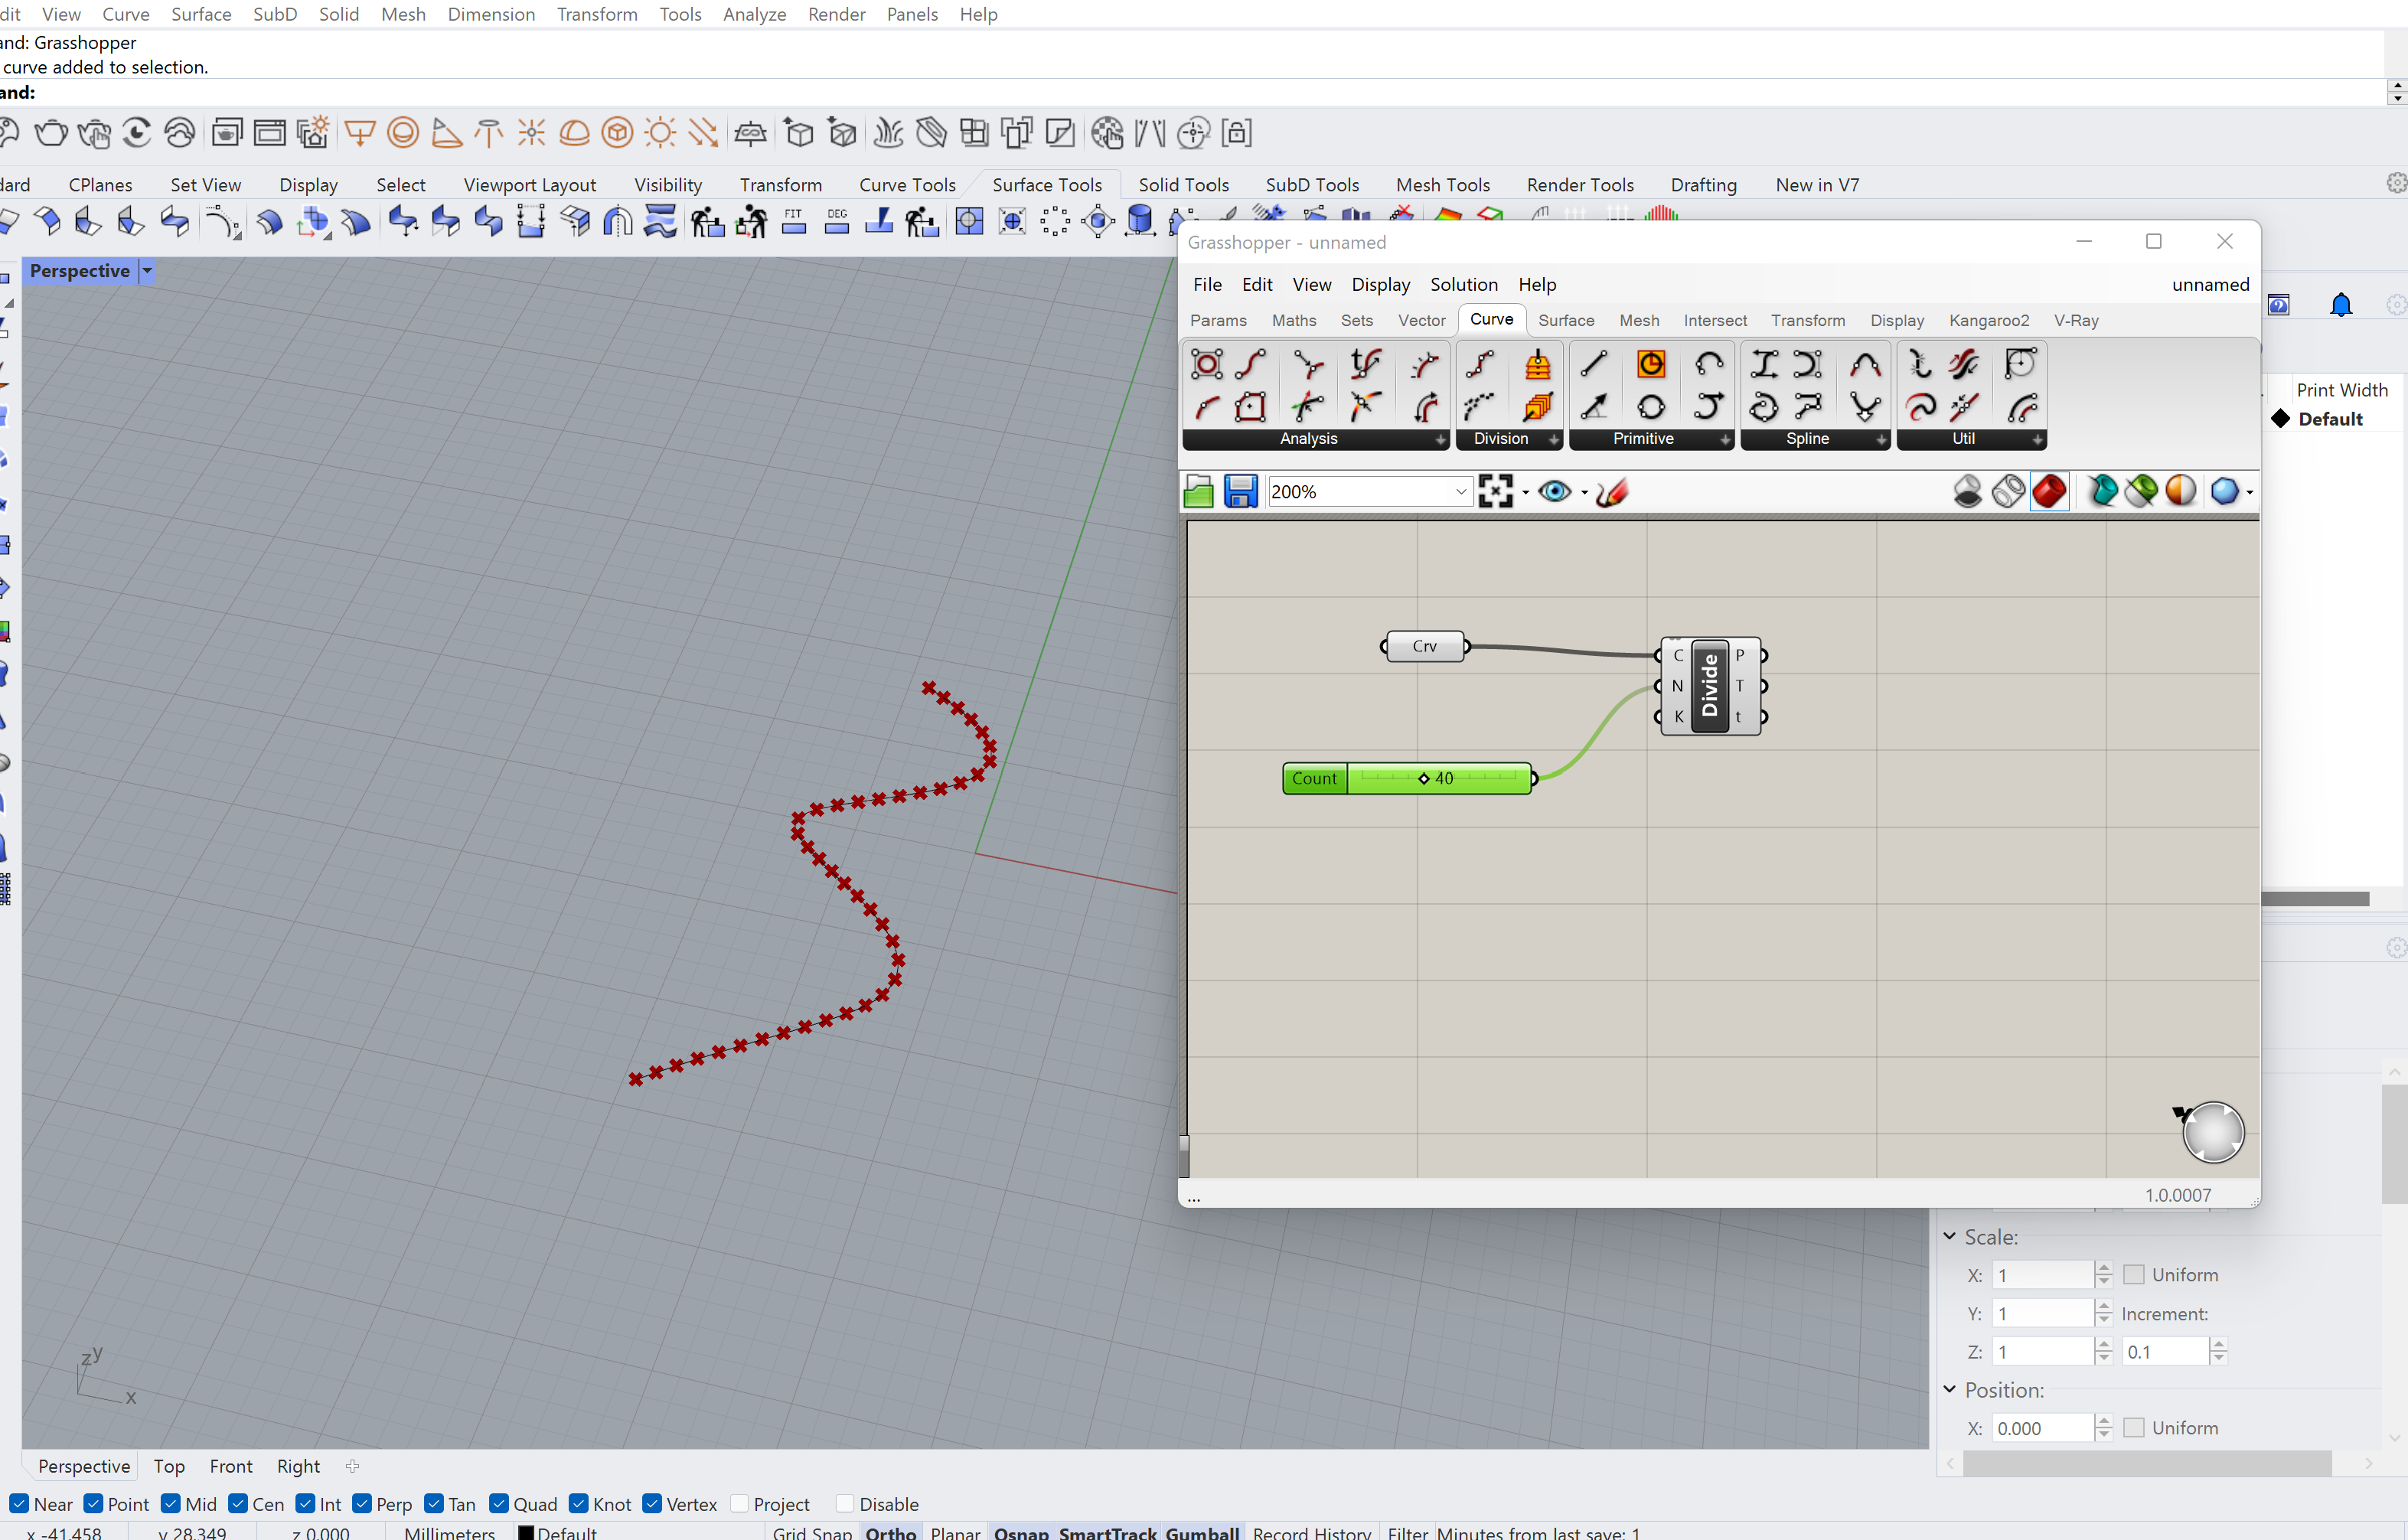 dit View Curve Surface SubD Solid Mesh Dimension Transform Tools Analyze Render Panels Help
and: Grasshopper
curve added to selection.
and:
dard CPlanes Set View Display Select Viewport Layout Visibility Transform Curve Tools Surface Tools Solid Tools SubD Tools Mesh Tools Render Tools Drafting New in V7
FIT DEG
Perspective
Grasshopper - unnamed
File Edit View Display Solution Help unnamed
Params Maths Sets Vector Curve Surface Mesh Intersect Transform Display Kangaroo2 V-Ray
Analysis Division Primitive Spline Util
200%
Print Width
Default
Crv
C P
N T
K t
Divide
Count 40
...
1.0.0007
Scale:
X: 1 Uniform
Y: 1 Increment:
Z: 1 0.1
Position:
X: 0.000 Uniform
z y
x
Perspective Top Front Right
Near Point Mid Cen Int Perp Tan Quad Knot Vertex Project Disable
x -41.458 y 28.349 z 0.000 Millimeters Default Grid Snap Ortho Planar Osnap SmartTrack Gumball Record History Filter Minutes from last save: 1